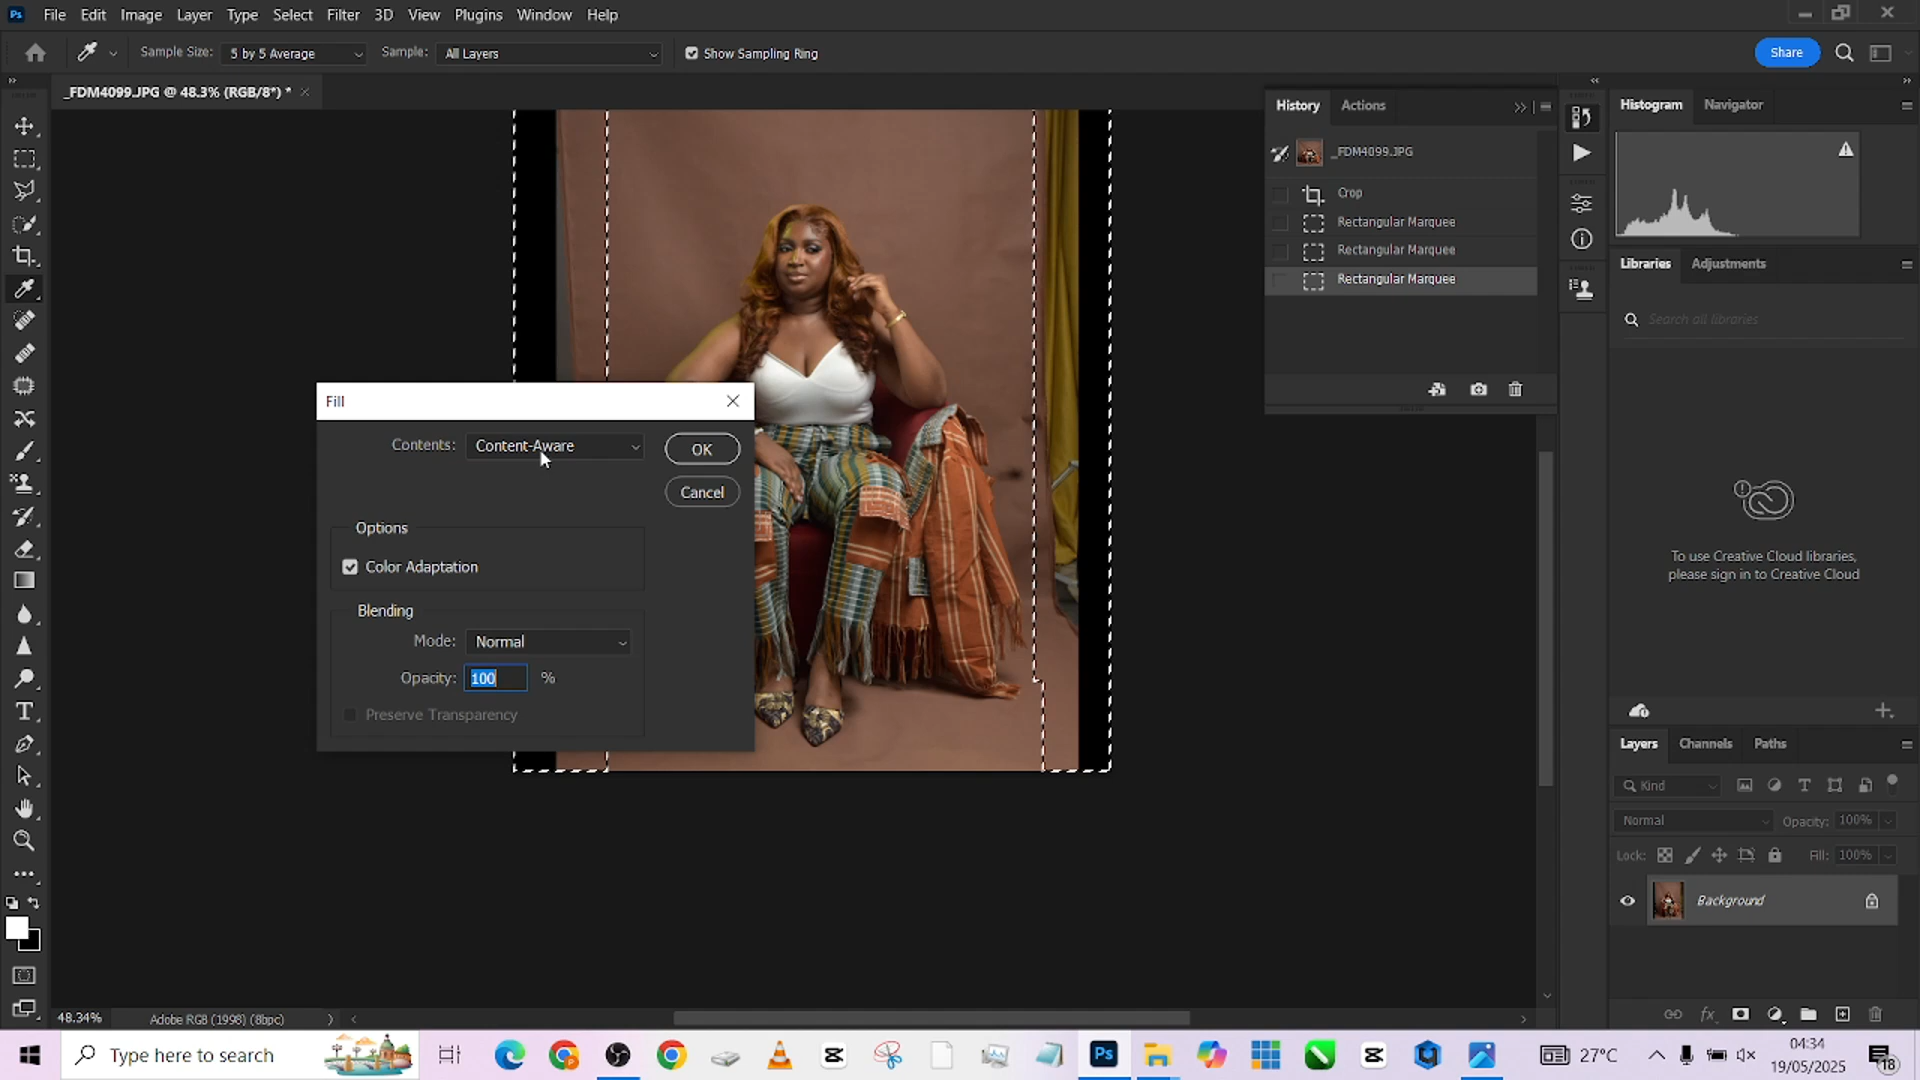 File Edit Image Layer Type Select Filter 3D View Plugins Window Help
Sample Size: 5 by 5 Average Sample: All Layers Show Sampling Ring Share
_FDM4099.JPG @ 48.3% (RGB/8*) *
History Actions
_FDM4099.JPG
Crop
Rectangular Marquee
Rectangular Marquee
Rectangular Marquee
Histogram Navigator
Libraries Adjustments
Search all libraries
To use Creative Cloud libraries,
please sign in to Creative Cloud
Fill
Contents: Content-Aware
OK
Cancel
Options
Color Adaptation
Blending
Mode: Normal
Opacity: 100 %
Preserve Transparency
Layers Channels Paths
Kind
Normal Opacity: 100%
Lock: Fill: 100%
Background
48.34% Adobe RGB (1998) (8bpc)
Type here to search
27°C
04:34
19/05/2025
18